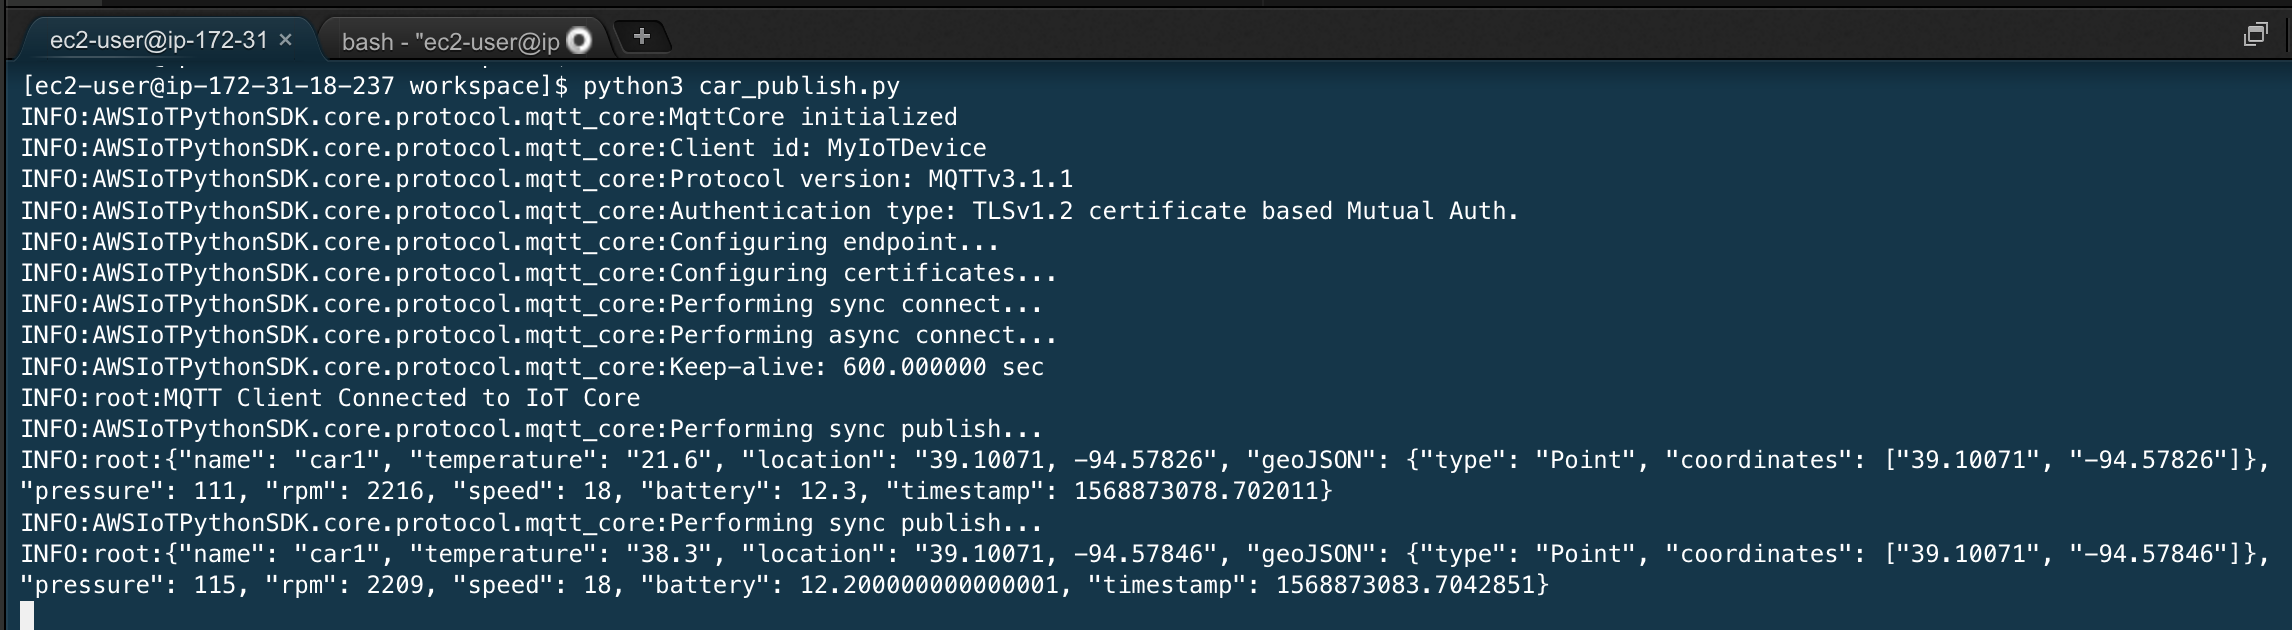 ec2-user@ip-172-31 × bash - "ec2-user@ip +
[ec2-user@ip-172-31-18-237 workspace]$ python3 car_publish.py
INFO:AWSIoTPythonSDK.core.protocol.mqtt_core:MqttCore initialized
INFO:AWSIoTPythonSDK.core.protocol.mqtt_core:Client id: MyIoTDevice
INFO:AWSIoTPythonSDK.core.protocol.mqtt_core:Protocol version: MQTTv3.1.1
INFO:AWSIoTPythonSDK.core.protocol.mqtt_core:Authentication type: TLSv1.2 certificate based Mutual Auth.
INFO:AWSIoTPythonSDK.core.protocol.mqtt_core:Configuring endpoint...
INFO:AWSIoTPythonSDK.core.protocol.mqtt_core:Configuring certificates...
INFO:AWSIoTPythonSDK.core.protocol.mqtt_core:Performing sync connect...
INFO:AWSIoTPythonSDK.core.protocol.mqtt_core:Performing async connect...
INFO:AWSIoTPythonSDK.core.protocol.mqtt_core:Keep-alive: 600.000000 sec
INFO:root:MQTT Client Connected to IoT Core
INFO:AWSIoTPythonSDK.core.protocol.mqtt_core:Performing sync publish...
INFO:root:{"name": "car1", "temperature": "21.6", "location": "39.10071, -94.57826", "geoJSON": {"type": "Point", "coordinates": ["39.10071", "-94.57826"]},
"pressure": 111, "rpm": 2216, "speed": 18, "battery": 12.3, "timestamp": 1568873078.702011}
INFO:AWSIoTPythonSDK.core.protocol.mqtt_core:Performing sync publish...
INFO:root:{"name": "car1", "temperature": "38.3", "location": "39.10071, -94.57846", "geoJSON": {"type": "Point", "coordinates": ["39.10071", "-94.57846"]},
"pressure": 115, "rpm": 2209, "speed": 18, "battery": 12.200000000000001, "timestamp": 1568873083.7042851}